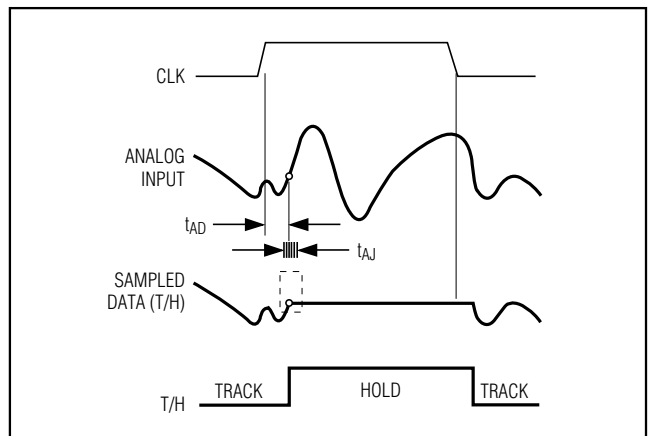 CLK
ANALOG
INPUT
tAD
tAJ
SAMPLED
DATA (T/H)
T/H
TRACK
HOLD
TRACK